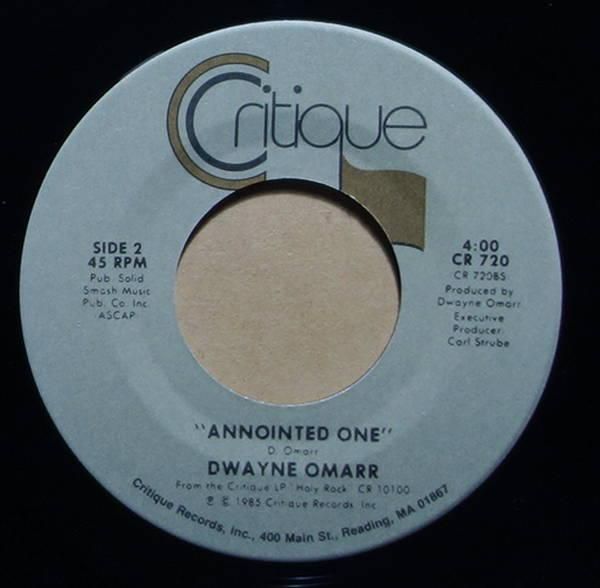 Critique
SIDE 2
45 RPM
Pub. Solid
Smash Music
Pub. Co. Inc.
ASCAP
4:00
CR 720
CR 720BS
Produced by
Dwayne Omarr
Executive
Producer:
Carl Strube
"ANNOINTED ONE"
D. Omarr
DWAYNE OMARR
From the Critique LP "Holy Rock" CR 10100
℗ © 1985 Critique Records, Inc.
Critique Records, Inc., 400 Main St., Reading, MA 01867